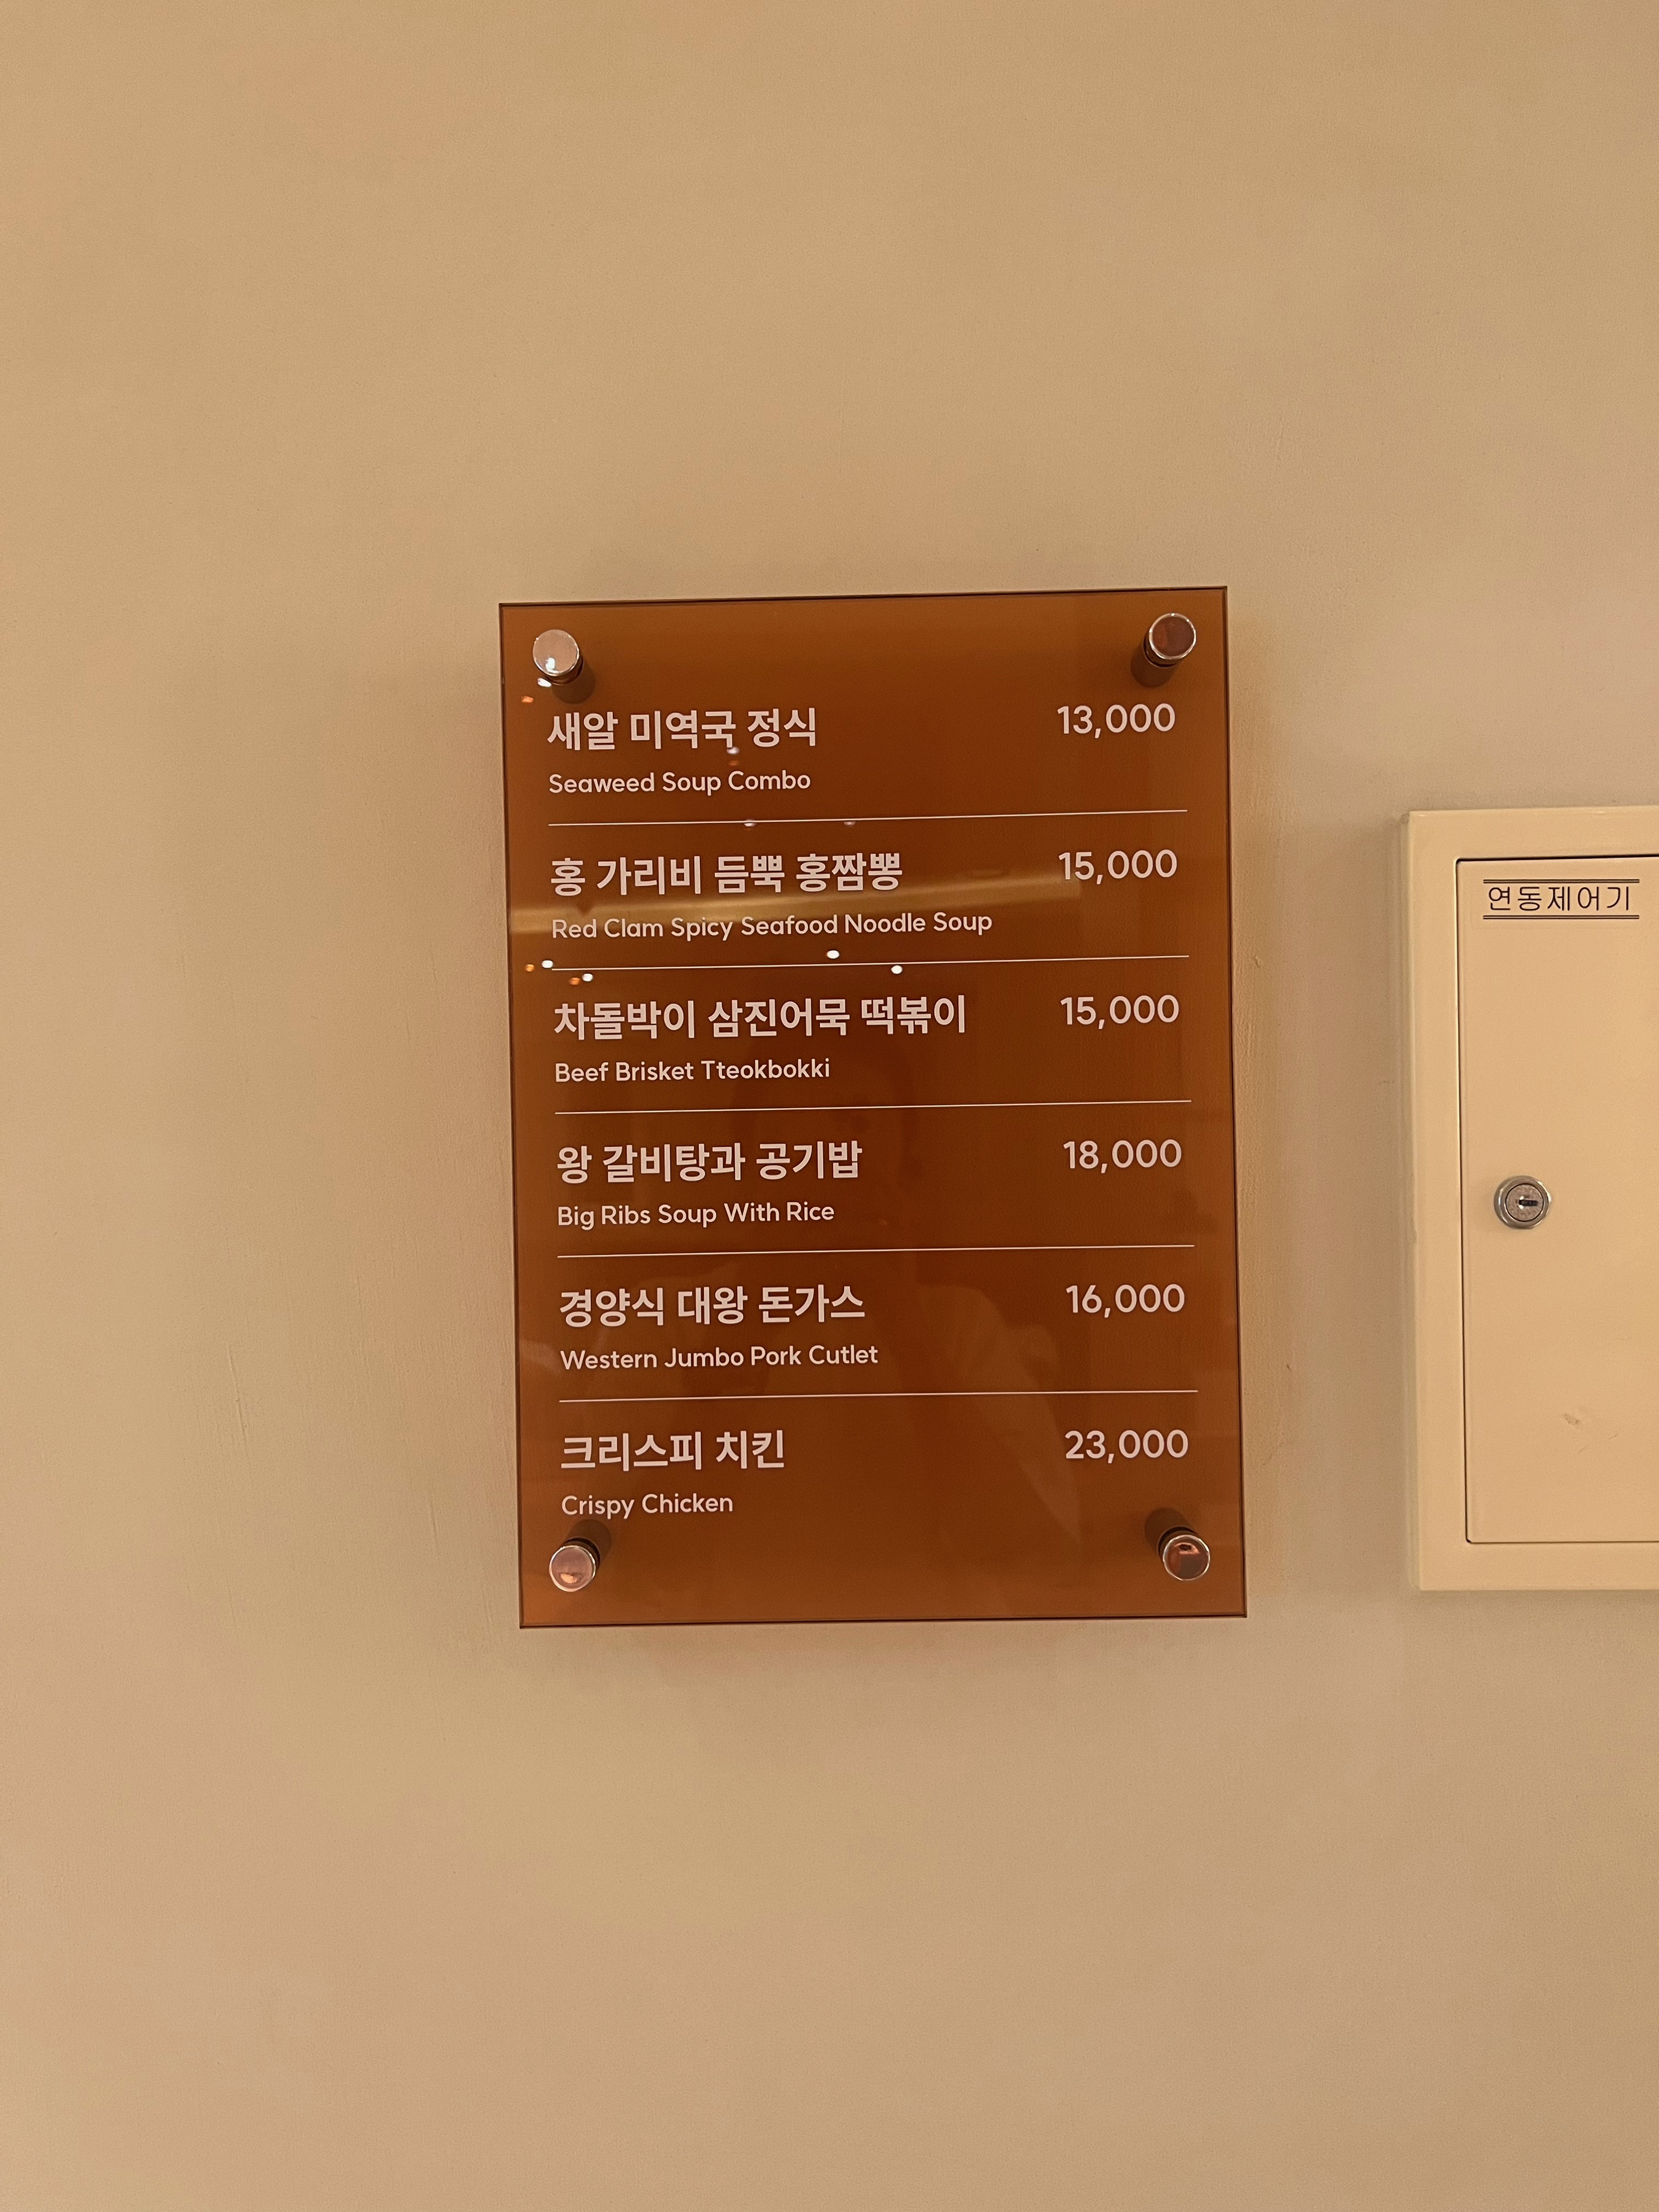 새알 미역국 정식 13,000
Seaweed Soup Combo
홍 가리비 듬뿍 홍짬뽕 15,000
Red Clam Spicy Seafood Noodle Soup
차돌박이 삼진어묵 떡볶이 15,000
Beef Brisket Tteokbokki
왕 갈비탕과 공기밥 18,000
Big Ribs Soup With Rice
경양식 대왕 돈가스 16,000
Western Jumbo Pork Cutlet
크리스피 치킨 23,000
Crispy Chicken
연동제어기